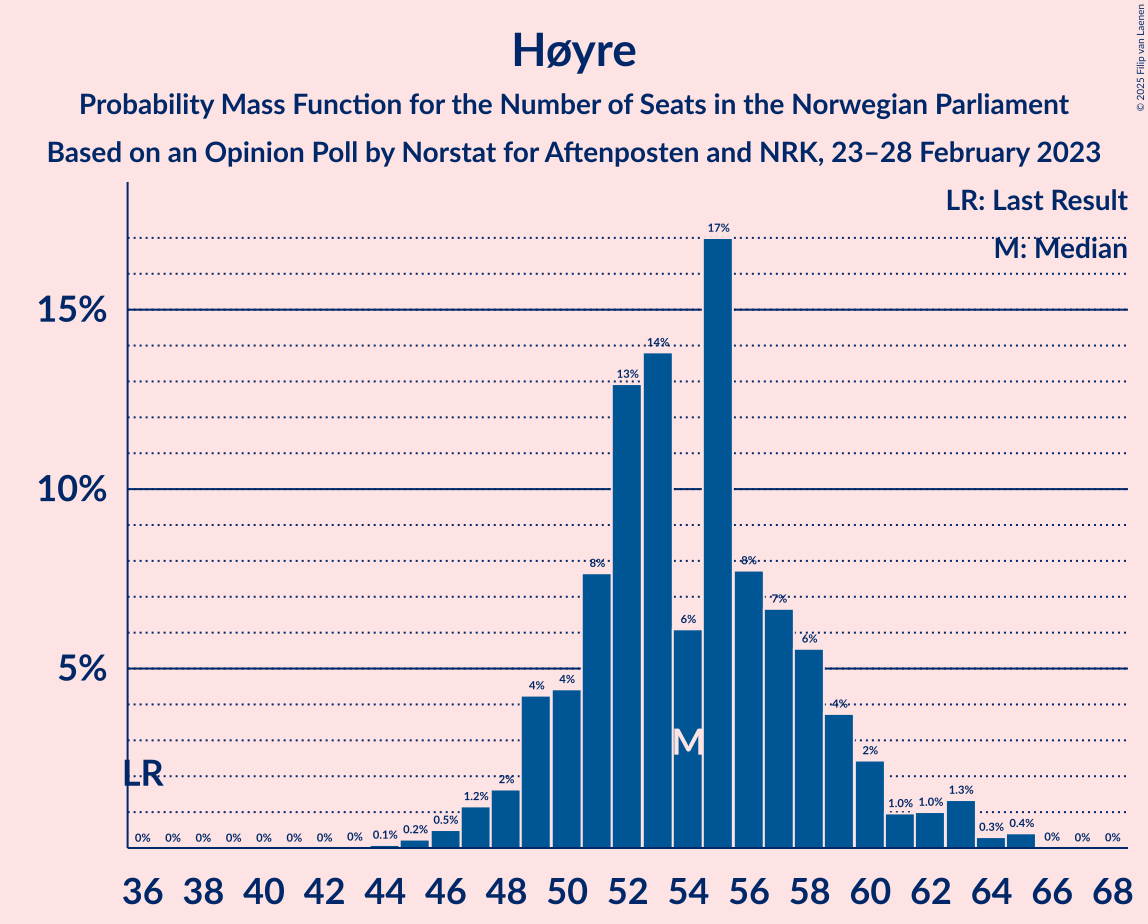 Høyre
Probability Mass Function for the Number of Seats in the Norwegian Parliament
Based on an Opinion Poll by Norstat for Aftenposten and NRK, 23–28 February 2023
© 2025 Filip van Laenen
LR: Last Result
M: Median
15%
10%
5%
17%
14%
13%
8%
8%
7%
6%
6%
4%
4%
4%
2%
2%
1.2%
1.3%
1.0%
1.0%
0.5%
0.2%
0.1%
0.3%
0.4%
0% 0% 0% 0% 0% 0% 0% 0% 0% 0% 0%
M
LR
36 38 40 42 44 46 48 50 52 54 56 58 60 62 64 66 68